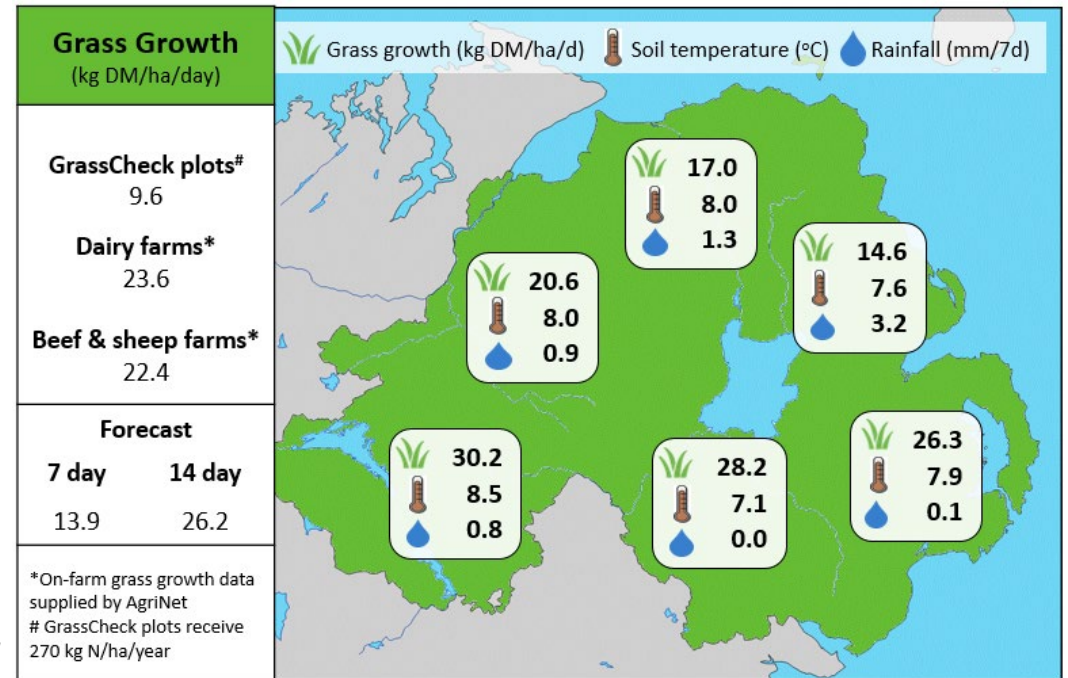 Grass Growth
(kg DM/ha/day)
GrassCheck plots#
9.6
Dairy farms*
23.6
Beef & sheep farms*
22.4
Forecast
7 day 14 day
13.9 26.2
*On-farm grass growth data
supplied by AgriNet
# GrassCheck plots receive
270 kg N/ha/year
Grass growth (kg DM/ha/d) Soil temperature (°C) Rainfall (mm/7d)
17.0
8.0
1.3
14.6
7.6
3.2
20.6
8.0
0.9
30.2
8.5
0.8
28.2
7.1
0.0
26.3
7.9
0.1